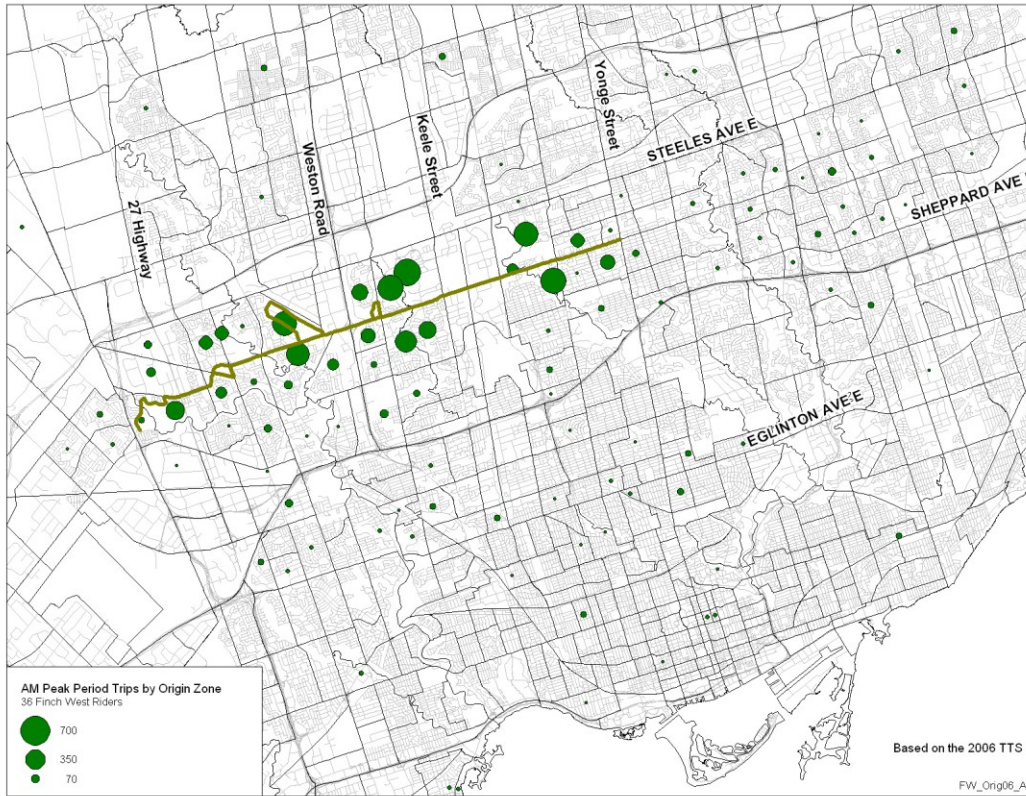 27 Highway
Weston Road
Keele Street
Yonge Street
STEELES AVE E
SHEPPARD AVE
EGLINTON AVE E
AM Peak Period Trips by Origin Zone
36 Finch West Riders
700
350
70
Based on the 2006 TTS
FW_Orig06_A